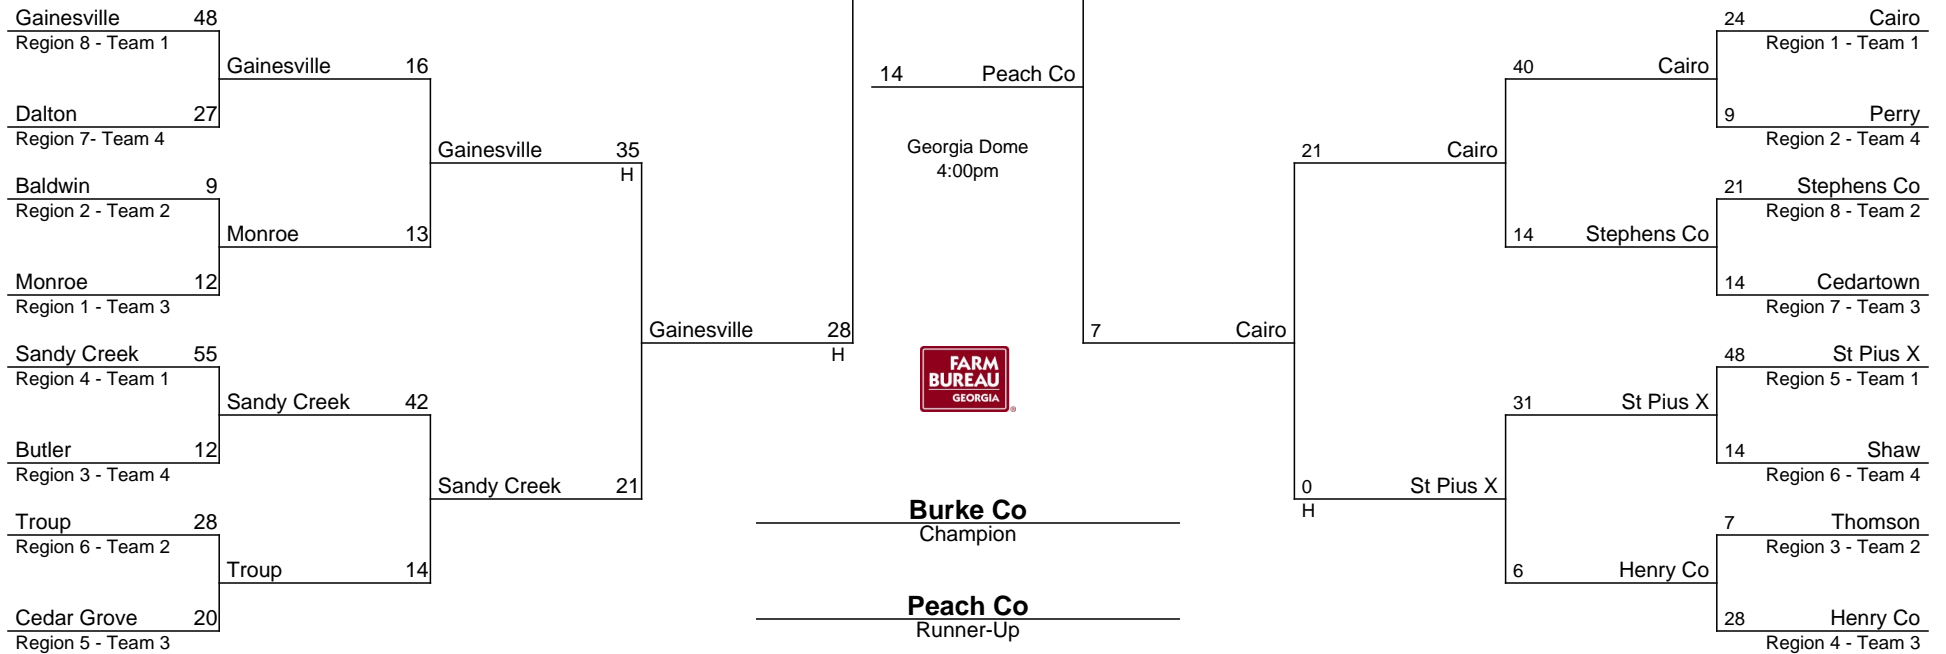 Gainesville 48
Region 8 - Team 1
Gainesville 16
Dalton 27
Region 7- Team 4
Gainesville 35
H
Baldwin 9
Region 2 - Team 2
Monroe 13
Monroe 12
Region 1 - Team 3
Gainesville 28
H
Sandy Creek 55
Region 4 - Team 1
Sandy Creek 42
Butler 12
Region 3 - Team 4
Sandy Creek 21
Troup 28
Region 6 - Team 2
Troup 14
Cedar Grove 20
Region 5 - Team 3
14 Peach Co
Georgia Dome
4:00pm
FARM
BUREAU
GEORGIA
®
Burke Co
Champion
Peach Co
Runner-Up
24 Cairo
Region 1 - Team 1
40 Cairo
9 Perry
Region 2 - Team 4
21 Cairo
21 Stephens Co
Region 8 - Team 2
14 Stephens Co
14 Cedartown
Region 7 - Team 3
7 Cairo
48 St Pius X
Region 5 - Team 1
31 St Pius X
14 Shaw
Region 6 - Team 4
0 St Pius X
H
7 Thomson
Region 3 - Team 2
6 Henry Co
28 Henry Co
Region 4 - Team 3